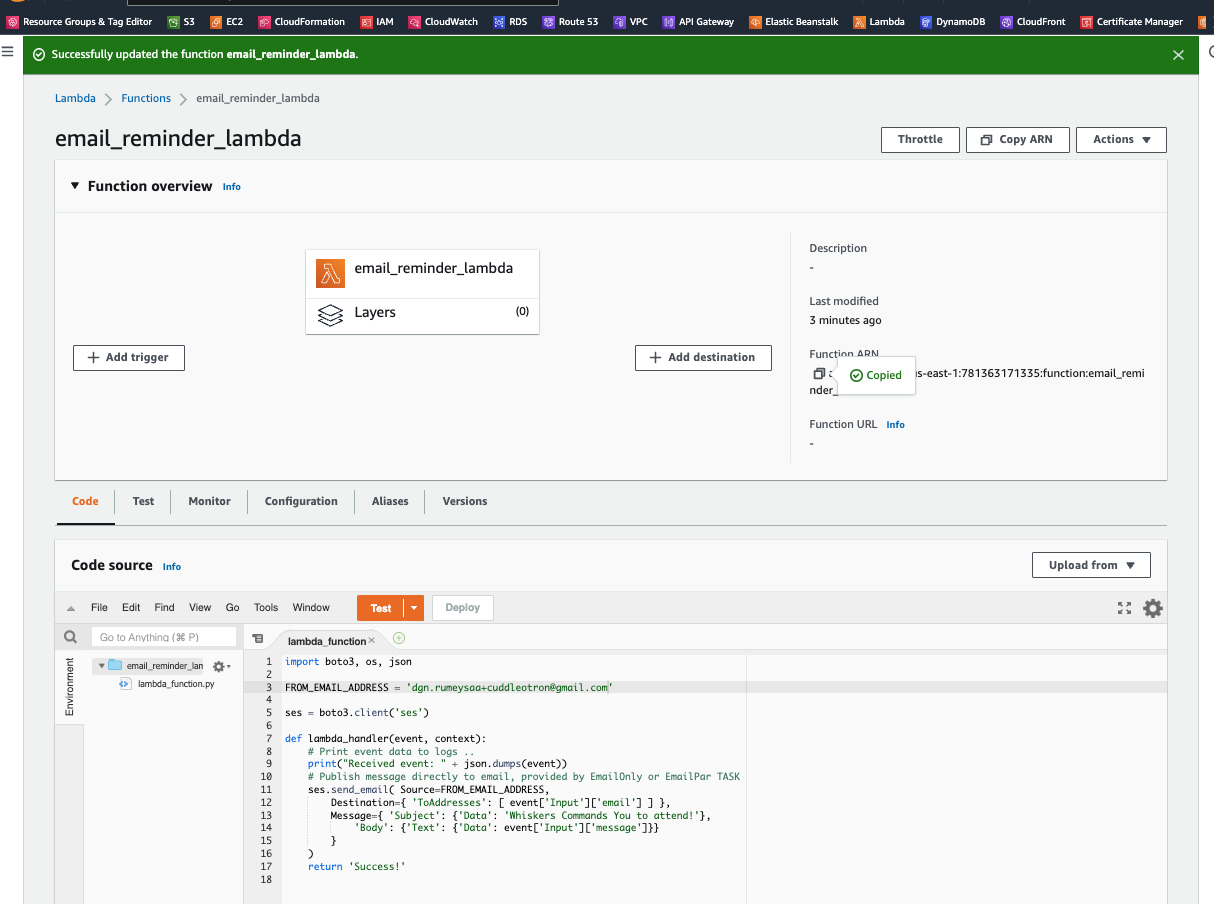 Resource Groups & Tag Editor S3 EC2 CloudFormation IAM CloudWatch RDS Route 53 VPC API Gateway Elastic Beanstalk Lambda DynamoDB CloudFront Certificate Manager
Successfully updated the function email_reminder_lambda.
Lambda Functions email_reminder_lambda
email_reminder_lambda
Throttle Copy ARN Actions
Function overview Info
email_reminder_lambda
Layers (0)
Add trigger
Add destination
Description
-
Last modified
3 minutes ago
Function ARN
Copied s-east-1:781363171335:function:email_remi
nder_
Function URL Info
-
Code Test Monitor Configuration Aliases Versions
Code source Info
Upload from
File Edit Find View Go Tools Window Test Deploy
Go to Anything (⌘ P)
lambda_function
Environment
email_reminder_lan
lambda_function.py
1 import boto3, os, json
2
3 FROM_EMAIL_ADDRESS = 'dgn.rumeysaa+cuddleotron@gmail.com'
4
5 ses = boto3.client('ses')
6
7 def lambda_handler(event, context):
8 # Print event data to logs ..
9 print("Received event: " + json.dumps(event))
10 # Publish message directly to email, provided by EmailOnly or EmailPar TASK
11 ses.send_email( Source=FROM_EMAIL_ADDRESS,
12 Destination={ 'ToAddresses': [ event['Input']['email'] ] },
13 Message={ 'Subject': {'Data': 'Whiskers Commands You to attend!'},
14 'Body': {'Text': {'Data': event['Input']['message']}}
15 }
16 )
17 return 'Success!'
18